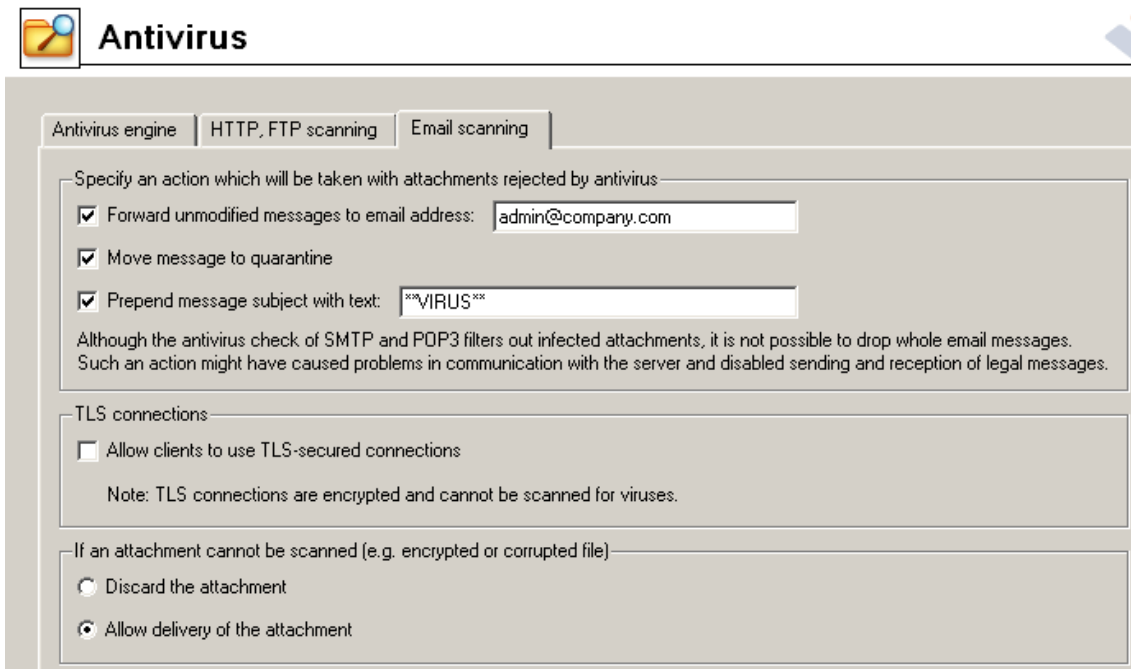 Antivirus
Antivirus engine HTTP, FTP scanning Email scanning
Specify an action which will be taken with attachments rejected by antivirus
Forward unmodified messages to email address: admin@company.com
Move message to quarantine
Prepend message subject with text: **VIRUS**
Although the antivirus check of SMTP and POP3 filters out infected attachments, it is not possible to drop whole email messages.
Such an action might have caused problems in communication with the server and disabled sending and reception of legal messages.
TLS connections
Allow clients to use TLS-secured connections
Note: TLS connections are encrypted and cannot be scanned for viruses.
If an attachment cannot be scanned (e.g. encrypted or corrupted file)
Discard the attachment
Allow delivery of the attachment